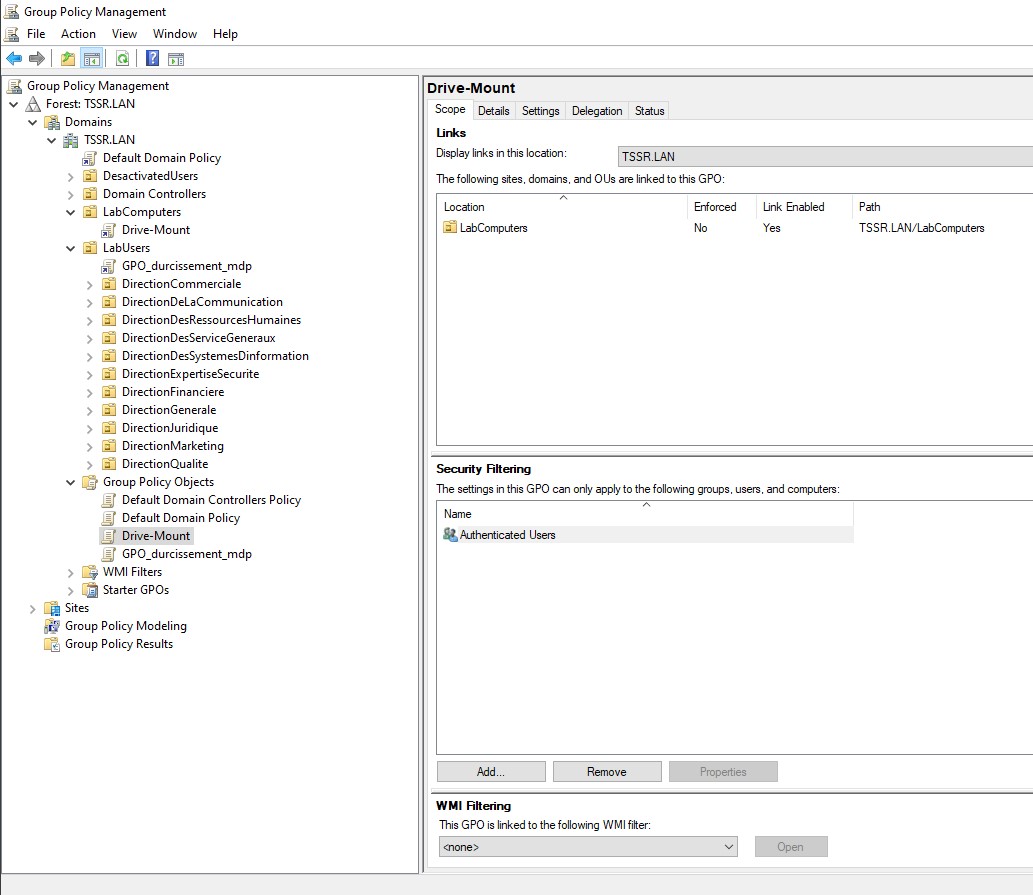 Group Policy Management
File Action View Window Help
Group Policy Management
Forest: TSSR.LAN
Domains
TSSR.LAN
Default Domain Policy
DesactivatedUsers
Domain Controllers
LabComputers
Drive-Mount
LabUsers
GPO_durcissement_mdp
DirectionCommerciale
DirectionDeLaCommunication
DirectionDesRessourcesHumaines
DirectionDesServiceGeneraux
DirectionDesSystemesDinformation
DirectionExpertiseSecurite
DirectionFinanciere
DirectionGenerale
DirectionJuridique
DirectionMarketing
DirectionQualite
Group Policy Objects
Default Domain Controllers Policy
Default Domain Policy
Drive-Mount
GPO_durcissement_mdp
WMI Filters
Starter GPOs
Sites
Group Policy Modeling
Group Policy Results
Drive-Mount
Scope Details Settings Delegation Status
Links
Display links in this location: TSSR.LAN
The following sites, domains, and OUs are linked to this GPO:
Location Enforced Link Enabled Path
LabComputers No Yes TSSR.LAN/LabComputers
Security Filtering
The settings in this GPO can only apply to the following groups, users, and computers:
Name
Authenticated Users
Add... Remove Properties
WMI Filtering
This GPO is linked to the following WMI filter:
<none> Open